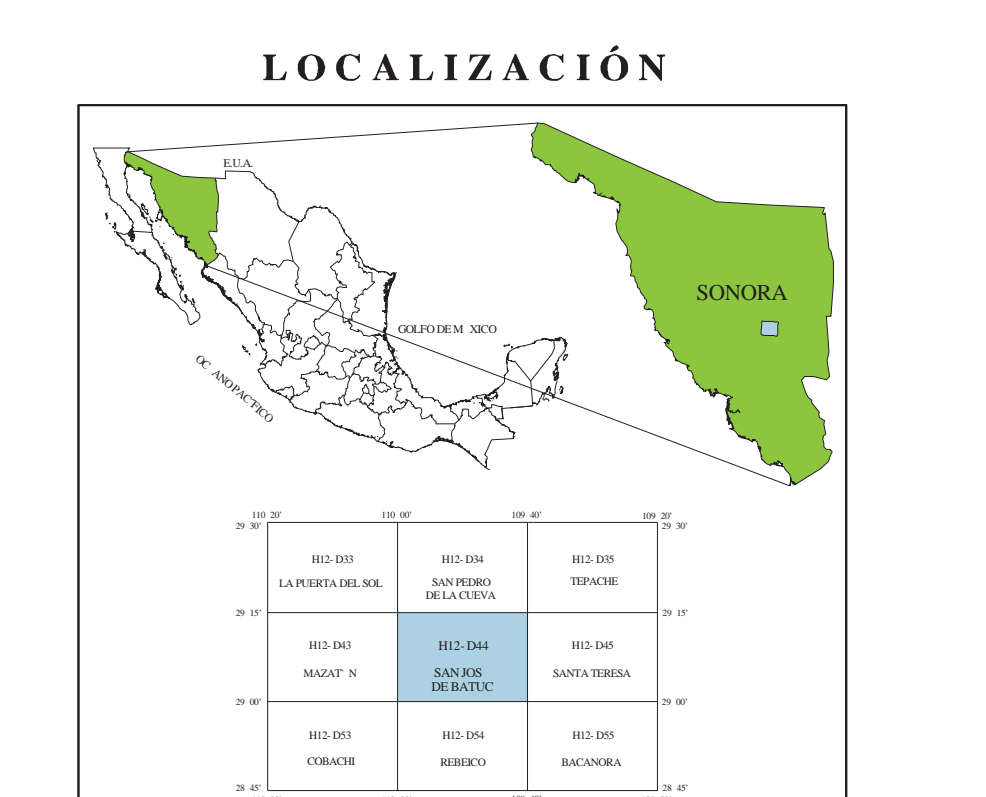 LOCALIZACIÓN
E.U.A.
SONORA
GOLFO DE M XICO
OC ANO PAC˝FICO
110 20' 110 00' 109 40' 109 20'
29 30' 29 30'
H12- D33 H12- D34 H12- D35
LA PUERTA DEL SOL SAN PEDRO DE LA CUEVA TEPACHE
29 15' 29 15'
H12- D43 H12- D44 H12- D45
MAZAT` N SAN JOS DE BATUC SANTA TERESA
29 00' 29 00'
H12- D53 H12- D54 H12- D55
COBACHI REBEICO BACANORA
28 45' 28 45'